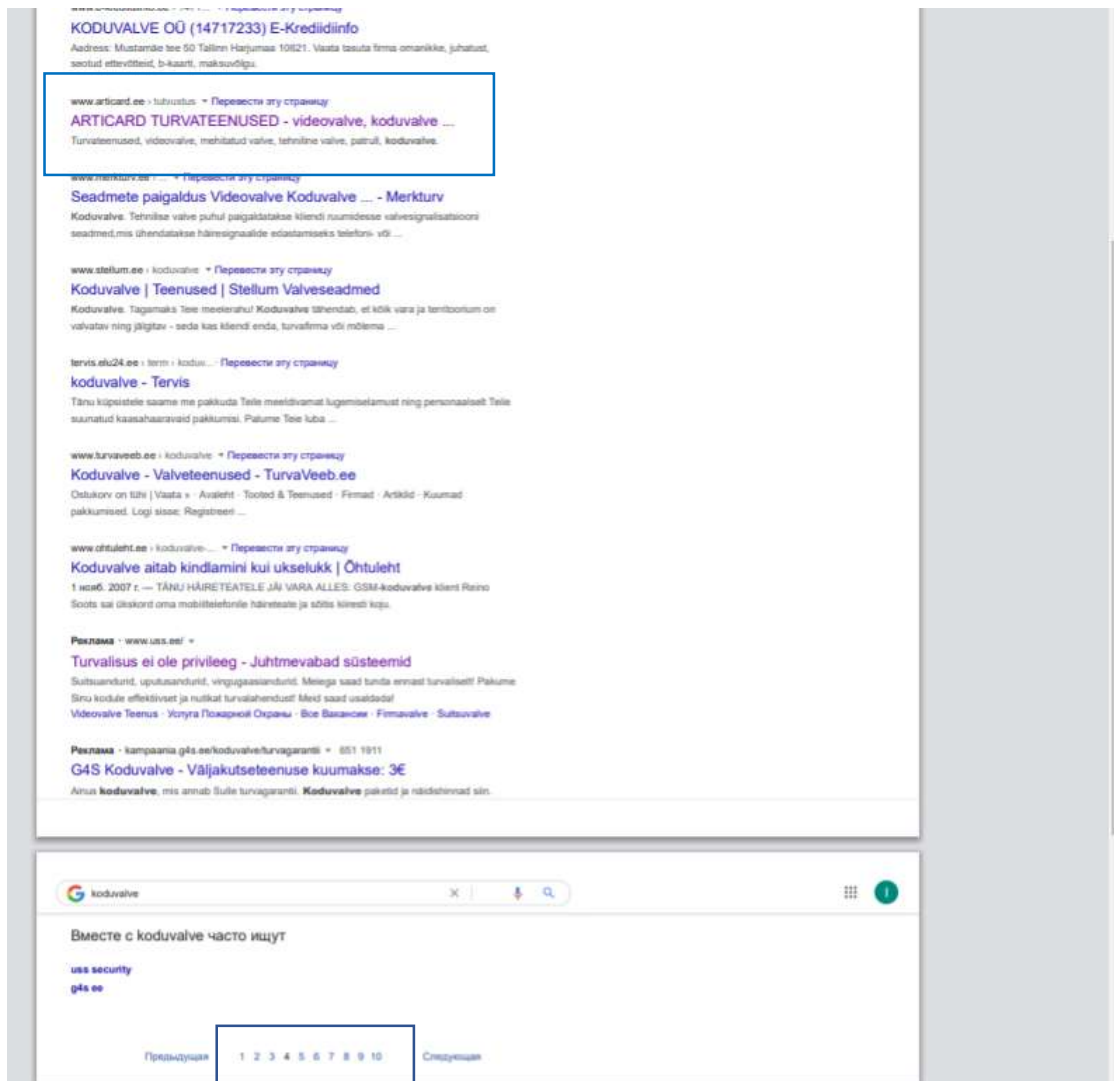 KODUVALVE OÜ (14717233) E-Krediidiinfo
Aadress: Mustamäe tee 50 Tallinn Harjumaa 10621. Vaata tasuta firma omanikke, juhatust,
seotud ettevõtteid, b-kaarti, maksuvõlgu.
www.articard.ee › tutvustus ▾ Перевести эту страницу
ARTICARD TURVATEENUSED - videovalve, koduvalve ...
Turvateenused, videovalve, mehitatud valve, tehniline valve, patrull, koduvalve.
www.merkturv.ee › ... ▾ Перевести эту страницу
Seadmete paigaldus Videovalve Koduvalve ... - Merkturv
Koduvalve. Tehnilise valve puhul paigaldatakse kliendi ruumidesse valvesignalisatsiooni
seadmed,mis ühendatakse häiresignaalide edastamiseks telefoni- või ...
www.stellum.ee › koduvalve ▾ Перевести эту страницу
Koduvalve | Teenused | Stellum Valveseadmed
Koduvalve. Tagamaks Teie meelerahu! Koduvalve tähendab, et kõik vara ja territoorium on
valvatav ning jälgitav - seda kas kliendi enda, turvafirma või mõlema ...
tervis.elu24.ee › term › koduv... Перевести эту страницу
koduvalve - Tervis
Tänu küpsistele saame me pakkuda Teile meeldivamat lugemiselamust ning personaalselt Teile
suunatud kaasahaaravaid pakkumisi. Palume Teie luba ...
www.turvaveeb.ee › koduvalve ▾ Перевести эту страницу
Koduvalve - Valveteenused - TurvaVeeb.ee
Ostukorv on tühi | Vaata » · Avaleht · Tooted & Teenused · Firmad · Artiklid · Kuumad
pakkumised. Logi sisse: Registreeri ...
www.ohtuleht.ee › koduvalve-... ▾ Перевести эту страницу
Koduvalve aitab kindlamini kui ukselukk | Õhtuleht
1 нояб. 2007 г. — TÄNU HÄIRETEATELE JÄI VARA ALLES: GSM-koduvalve klient Reino
Soots sai ükskord oma mobiiltelefonile häireteate ja sõitis kiiresti koju.
Реклама · www.uss.ee/ ▾
Turvalisus ei ole privileeg - Juhtmevabad süsteemid
Suitsuandurid, uputusandurid, vingugaasiandurid. Meiega saad tunda ennast turvaliselt! Pakume
Sinu kodule effektiivset ja nutikat turvalahendust! Meid saad usaldada!
Videovalve Teenus · Услуга Пожарной Охраны · Все Вакансии · Firmavalve · Suitsuvalve
Реклама · kampaania.g4s.ee/koduvalve/turvagarantii ▾ 651 1911
G4S Koduvalve - Väljakutseteenuse kuumakse: 3€
Ainus koduvalve, mis annab Sulle turvagarantii. Koduvalve paketid ja näidishinnad siin.
koduvalve
I
Вместе с koduvalve часто ищут
uss security
g4s ee
Предыдущая 1 2 3 4 5 6 7 8 9 10 Следующая